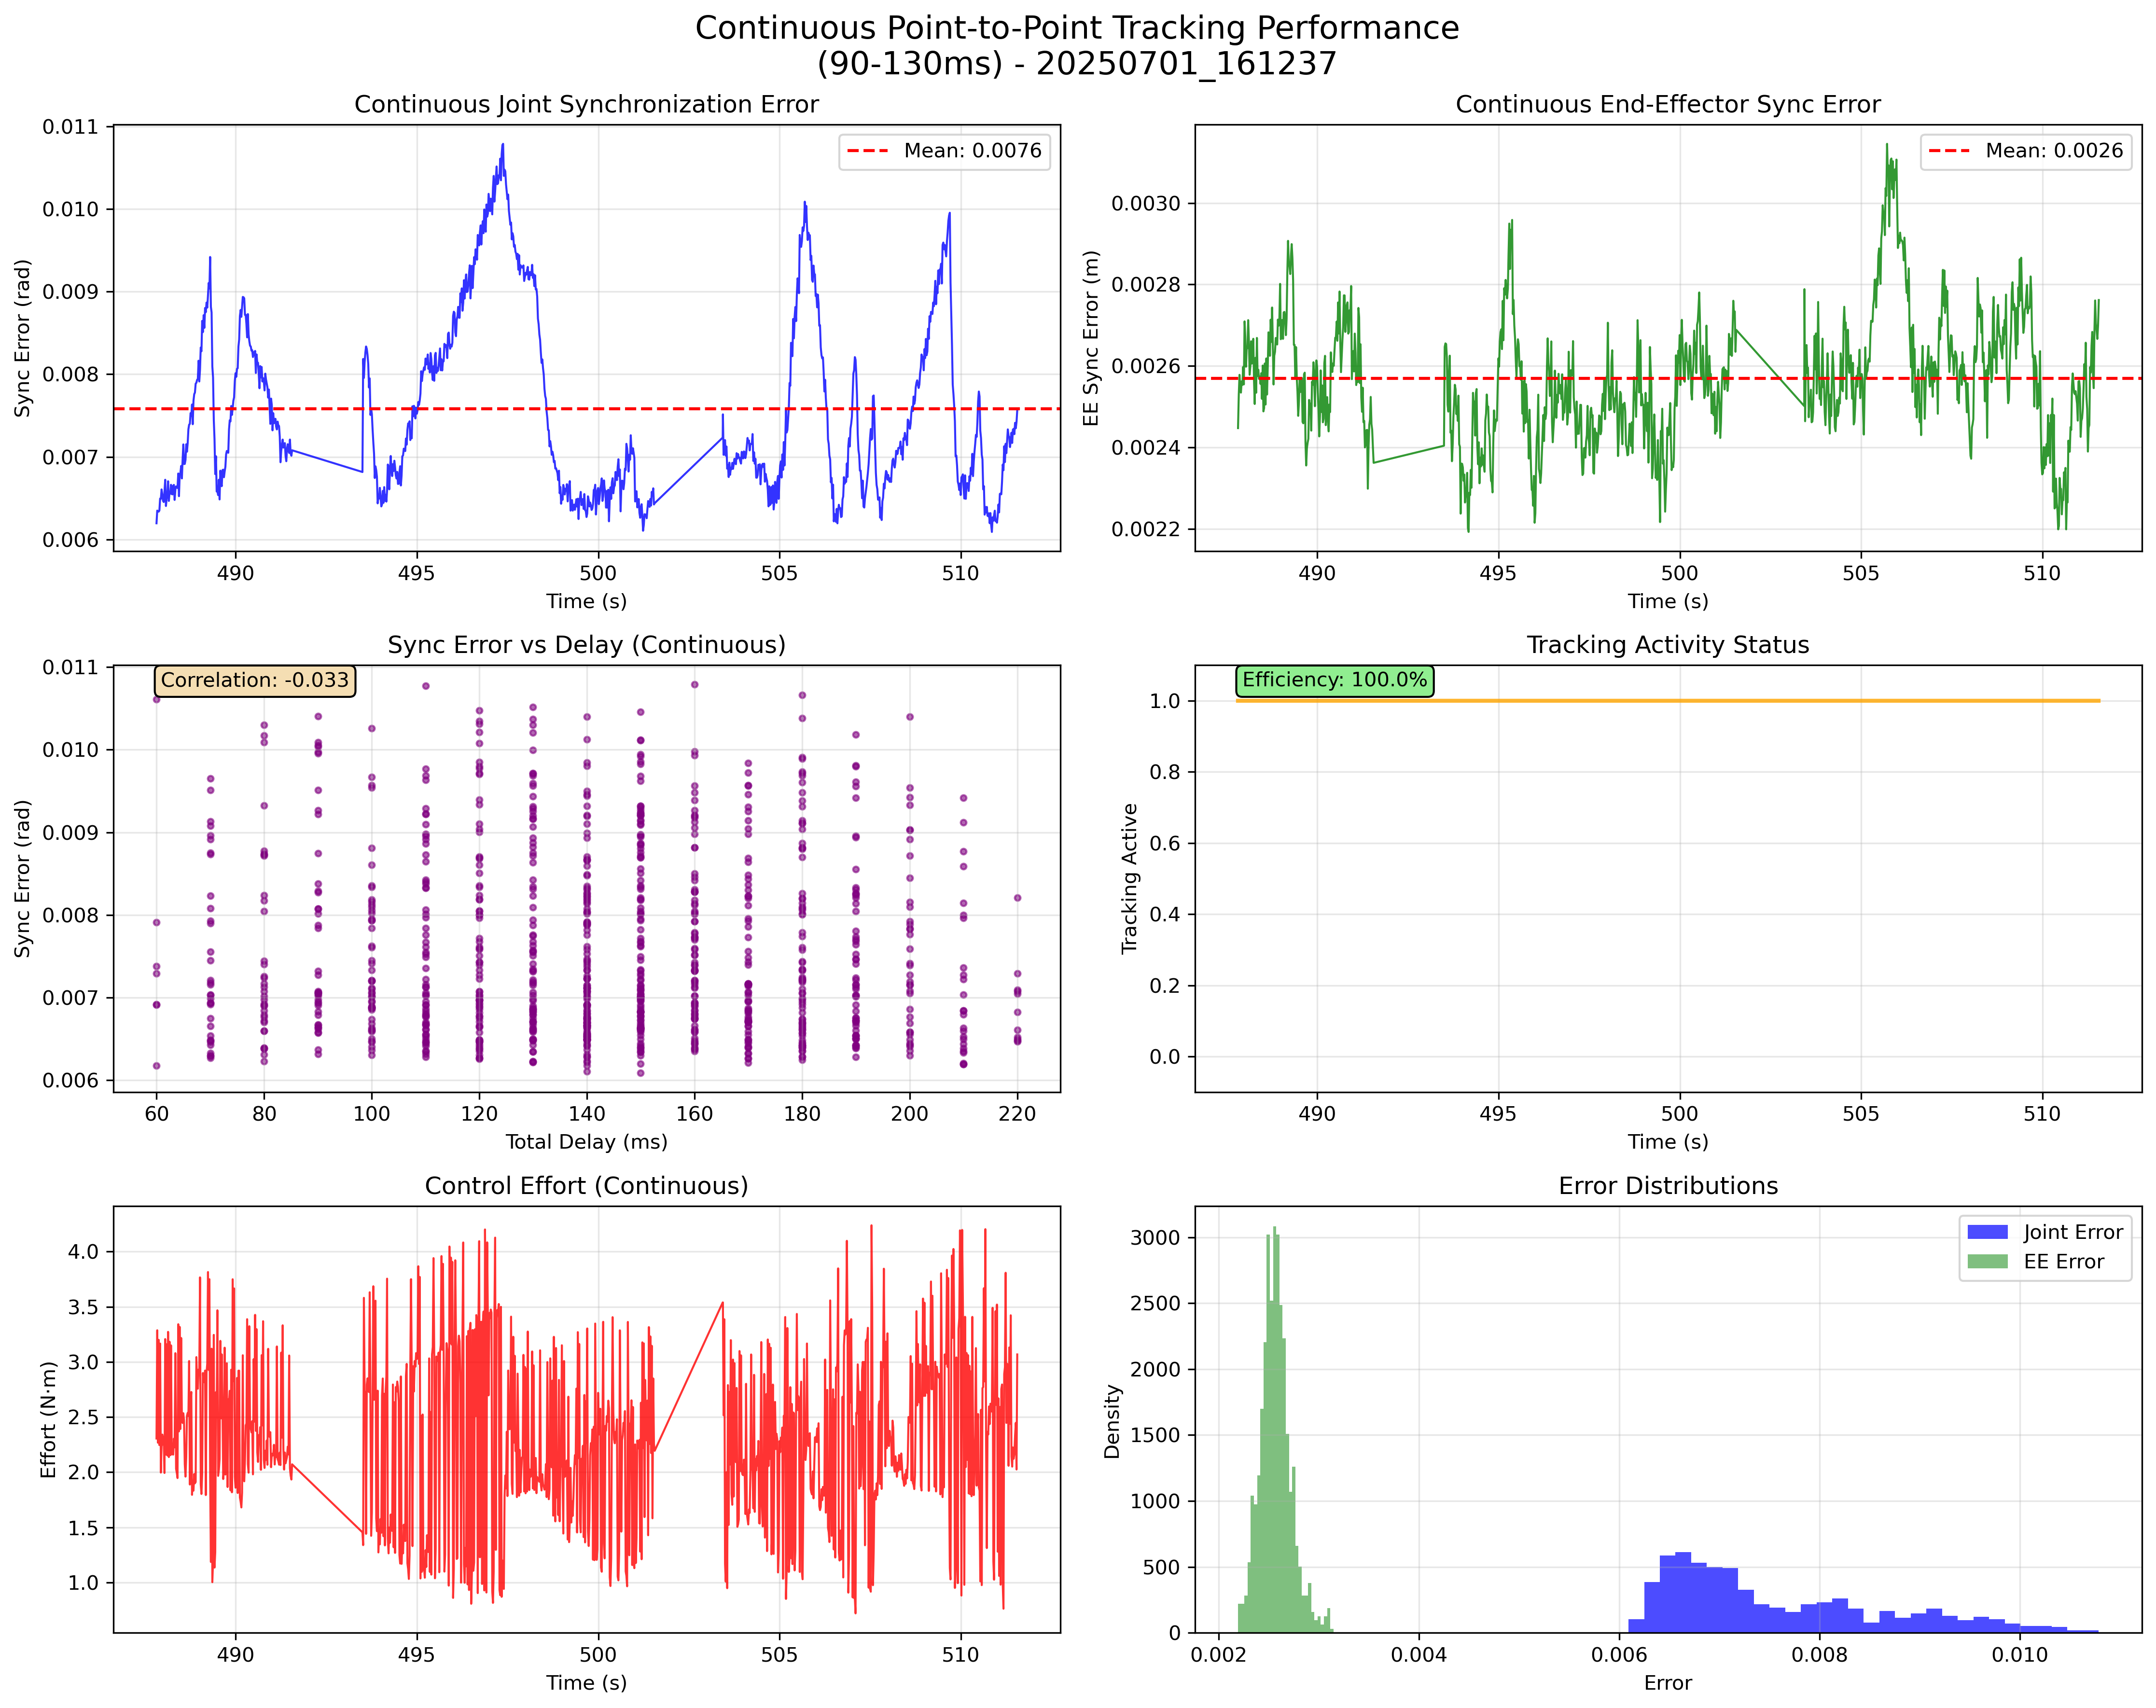 Continuous Point-to-Point Tracking Performance
(90-130ms) - 20250701_161237
Continuous Joint Synchronization Error
Sync Error (rad)
0.011
0.010
0.009
0.008
0.007
0.006
Mean: 0.0076
490 495 500 505 510
Time (s)
Continuous End-Effector Sync Error
EE Sync Error (m)
0.0030
0.0028
0.0026
0.0024
0.0022
Mean: 0.0026
490 495 500 505 510
Time (s)
Sync Error vs Delay (Continuous)
Sync Error (rad)
0.011
0.010
0.009
0.008
0.007
0.006
Correlation: -0.033
60 80 100 120 140 160 180 200 220
Total Delay (ms)
Tracking Activity Status
Tracking Active
1.0
0.8
0.6
0.4
0.2
0.0
Efficiency: 100.0%
490 495 500 505 510
Time (s)
Control Effort (Continuous)
Effort (N·m)
4.0
3.5
3.0
2.5
2.0
1.5
1.0
490 495 500 505 510
Time (s)
Error Distributions
Density
3000
2500
2000
1500
1000
500
0
Joint Error
EE Error
0.002 0.004 0.006 0.008 0.010
Error